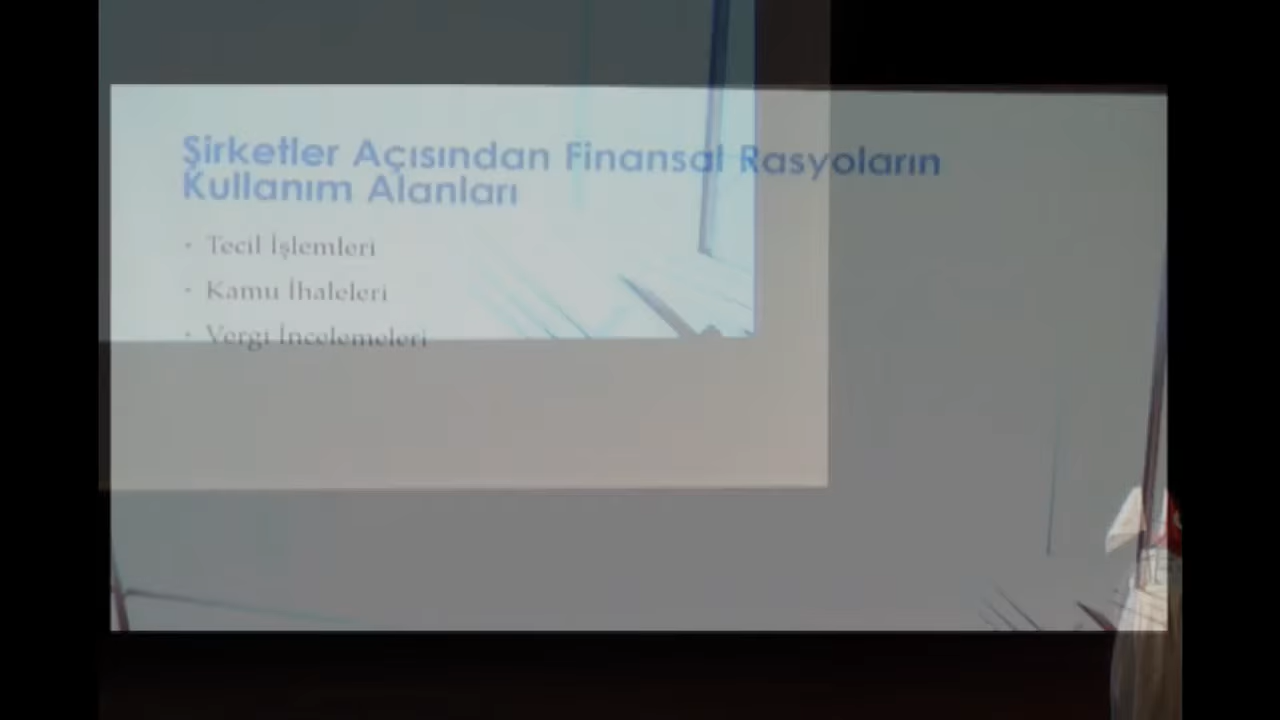 Şirketler Açısından Finansal Rasyoların
Kullanım Alanları
• Tecil İşlemleri
• Kamu İhaleleri
• Vergi İncelemeleri